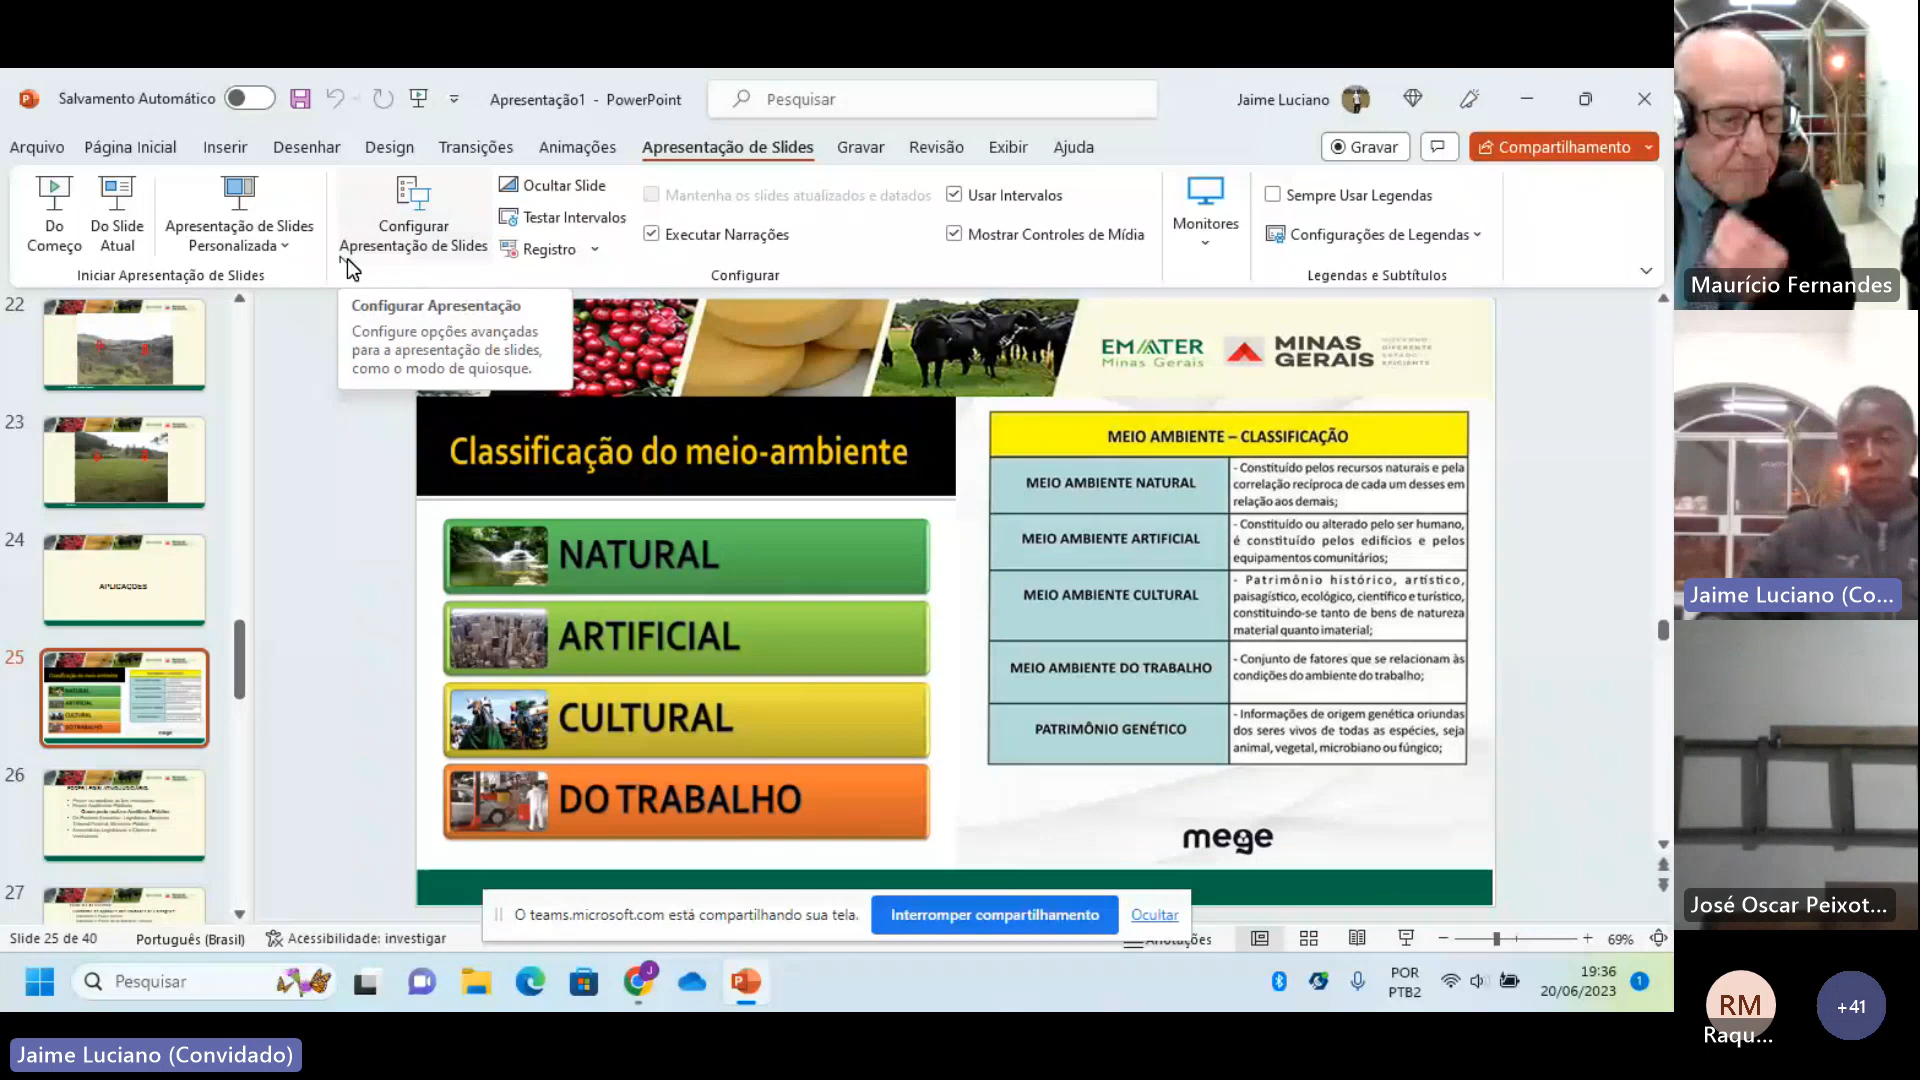 Salvamento Automático
Apresentação1 - PowerPoint
Pesquisar
Jaime Luciano
Arquivo
Página Inicial
Inserir
Desenhar
Design
Transições
Animações
Apresentação de Slides
Gravar
Revisão
Exibir
Ajuda
Gravar
Compartilhamento
Do Começo
Do Slide Atual
Apresentação de Slides Personalizada
Iniciar Apresentação de Slides
Configurar Apresentação de Slides
Ocultar Slide
Testar Intervalos
Registro
Mantenha os slides atualizados e datados
Executar Narrações
Usar Intervalos
Mostrar Controles de Mídia
Configurar
Monitores
Sempre Usar Legendas
Configurações de Legendas
Legendas e Subtítulos
Configurar Apresentação
Configure opções avançadas
para a apresentação de slides,
como o modo de quiosque.
22
23
24
APLICAÇÕES
25
26
27
EMATER
Minas Gerais
MINAS
GERAIS
GOVERNO
DIFERENTE
ESTADO
EFICIENTE
Classificação do meio-ambiente
NATURAL
ARTIFICIAL
CULTURAL
DO TRABALHO
MEIO AMBIENTE – CLASSIFICAÇÃO
MEIO AMBIENTE NATURAL
- Constituído pelos recursos naturais e pela
correlação recíproca de cada um desses em
relação aos demais;
MEIO AMBIENTE ARTIFICIAL
- Constituído ou alterado pelo ser humano,
é constituído pelos edifícios e pelos
equipamentos comunitários;
MEIO AMBIENTE CULTURAL
- Patrimônio histórico, artístico,
paisagístico, ecológico, científico e turístico,
constituindo-se tanto de bens de natureza
material quanto imaterial;
MEIO AMBIENTE DO TRABALHO
- Conjunto de fatores que se relacionam às
condições do ambiente do trabalho;
PATRIMÔNIO GENÉTICO
- Informações de origem genética oriundas
dos seres vivos de todas as espécies, seja
animal, vegetal, microbiano ou fúngico;
mege
O teams.microsoft.com está compartilhando sua tela.
Interromper compartilhamento
Ocultar
Slide 25 de 40
Português (Brasil)
Acessibilidade: investigar
Anotações
69%
Pesquisar
J
POR
PTB2
19:36
20/06/2023
1
Maurício Fernandes
Jaime Luciano (Co...
José Oscar Peixot...
RM
Raqu...
+41
Jaime Luciano (Convidado)